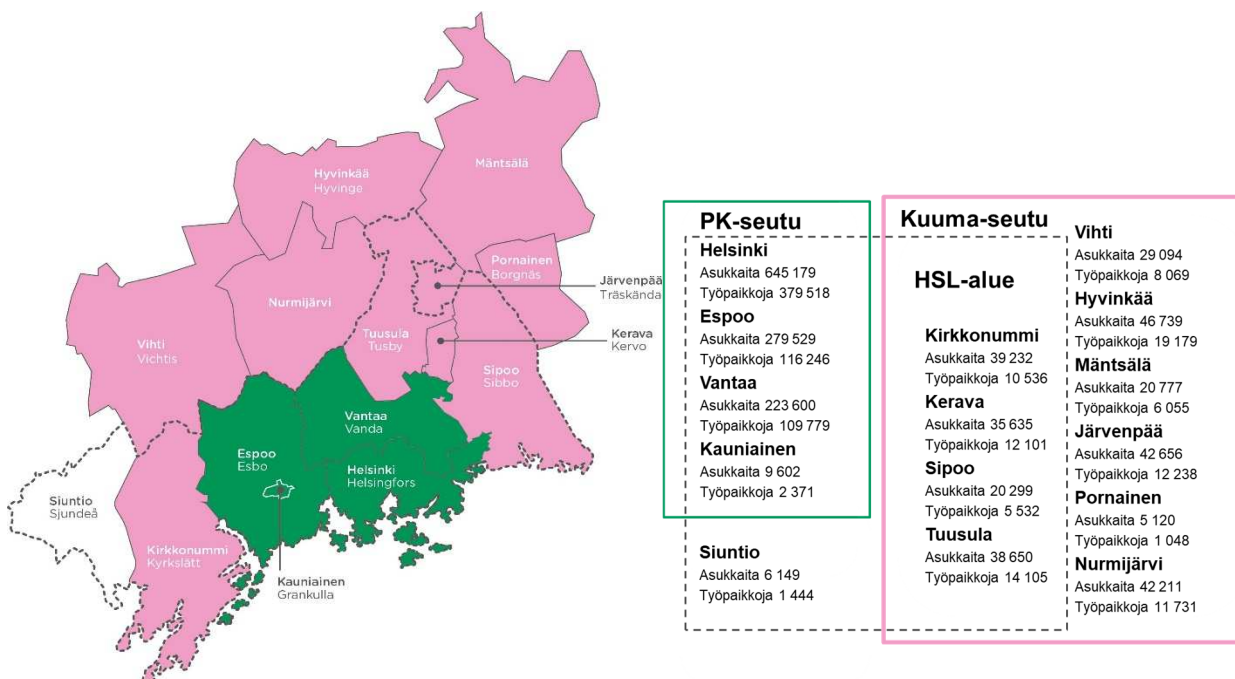 Mäntsälä
Hyvinkää
Hyvinge
Pornainen
Borgnäs
Järvenpää
Träskända
Nurmijärvi
Tuusula
Tusby
Kerava
Kervo
Vihti
Vichtis
Sipoo
Sibbo
Vantaa
Vanda
Espoo
Esbo
Helsinki
Helsingfors
Siuntio
Sjundeå
Kirkkonummi
Kyrkslätt
Kauniainen
Grankulla
PK-seutu
Helsinki
Asukkaita 645 179
Työpaikkoja 379 518
Espoo
Asukkaita 279 529
Työpaikkoja 116 246
Vantaa
Asukkaita 223 600
Työpaikkoja 109 779
Kauniainen
Asukkaita 9 602
Työpaikkoja 2 371
Siuntio
Asukkaita 6 149
Työpaikkoja 1 444
Kuuma-seutu
HSL-alue
Kirkkonummi
Asukkaita 39 232
Työpaikkoja 10 536
Kerava
Asukkaita 35 635
Työpaikkoja 12 101
Sipoo
Asukkaita 20 299
Työpaikkoja 5 532
Tuusula
Asukkaita 38 650
Työpaikkoja 14 105
Vihti
Asukkaita 29 094
Työpaikkoja 8 069
Hyvinkää
Asukkaita 46 739
Työpaikkoja 19 179
Mäntsälä
Asukkaita 20 777
Työpaikkoja 6 055
Järvenpää
Asukkaita 42 656
Työpaikkoja 12 238
Pornainen
Asukkaita 5 120
Työpaikkoja 1 048
Nurmijärvi
Asukkaita 42 211
Työpaikkoja 11 731